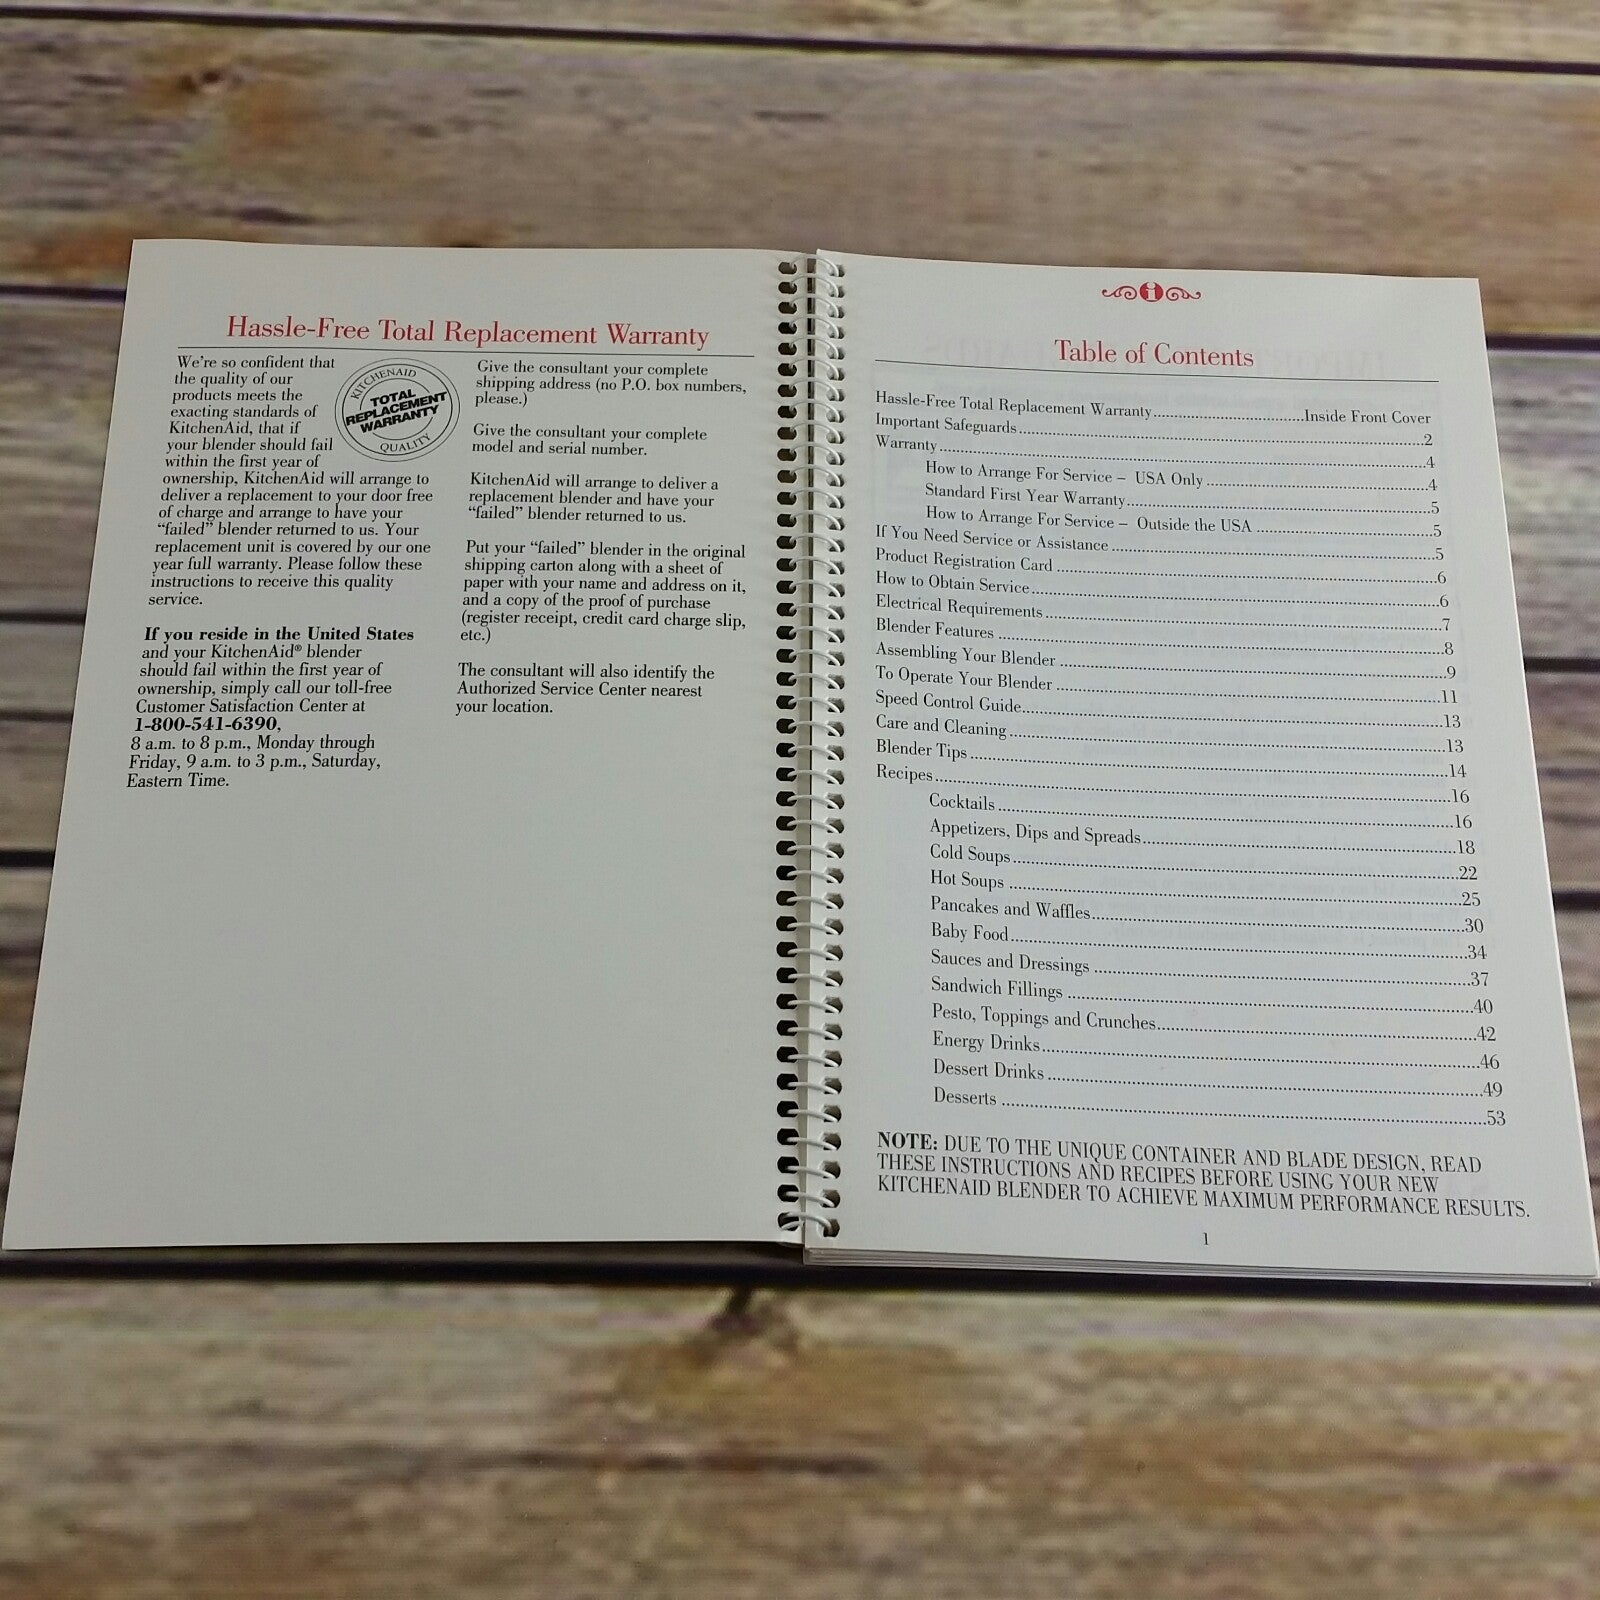 Hassle-Free Total Replacement Warranty
We're so confident that
the quality of our
products meets the
exacting standards of
KitchenAid, that if
your blender should fail
within the first year of
ownership, KitchenAid will arrange to
deliver a replacement to your door free
of charge and arrange to have your
“failed” blender returned to us. Your
replacement unit is covered by our one
year full warranty. Please follow these
instructions to receive this quality
service.
KITCHENAID
TOTAL
REPLACEMENT
WARRANTY
QUALITY
If you reside in the United States
and your KitchenAid® blender
should fail within the first year of
ownership, simply call our toll-free
Customer Satisfaction Center at
1-800-541-6390,
8 a.m. to 8 p.m., Monday through
Friday, 9 a.m. to 3 p.m., Saturday,
Eastern Time.
Give the consultant your complete
shipping address (no P.O. box numbers,
please.)
Give the consultant your complete
model and serial number.
KitchenAid will arrange to deliver a
replacement blender and have your
“failed” blender returned to us.
Put your “failed” blender in the original
shipping carton along with a sheet of
paper with your name and address on it,
and a copy of the proof of purchase
(register receipt, credit card charge slip,
etc.)
The consultant will also identify the
Authorized Service Center nearest
your location.
i
Table of Contents
Hassle-Free Total Replacement Warranty..............................Inside Front Cover
Important Safeguards..............................2
Warranty..............................4
How to Arrange For Service – USA Only ..............................4
Standard First Year Warranty..............................5
How to Arrange For Service – Outside the USA ..............................5
If You Need Service or Assistance ..............................5
Product Registration Card ..............................6
How to Obtain Service..............................6
Electrical Requirements..............................7
Blender Features ..............................8
Assembling Your Blender ..............................9
To Operate Your Blender ..............................11
Speed Control Guide..............................13
Care and Cleaning..............................13
Blender Tips..............................14
Recipes..............................16
Cocktails ..............................16
Appetizers, Dips and Spreads..............................18
Cold Soups..............................22
Hot Soups ..............................25
Pancakes and Waffles..............................30
Baby Food..............................34
Sauces and Dressings ..............................37
Sandwich Fillings ..............................40
Pesto, Toppings and Crunches..............................42
Energy Drinks..............................46
Dessert Drinks ..............................49
Desserts ..............................53
NOTE: DUE TO THE UNIQUE CONTAINER AND BLADE DESIGN, READ
THESE INSTRUCTIONS AND RECIPES BEFORE USING YOUR NEW
KITCHENAID BLENDER TO ACHIEVE MAXIMUM PERFORMANCE RESULTS.
1